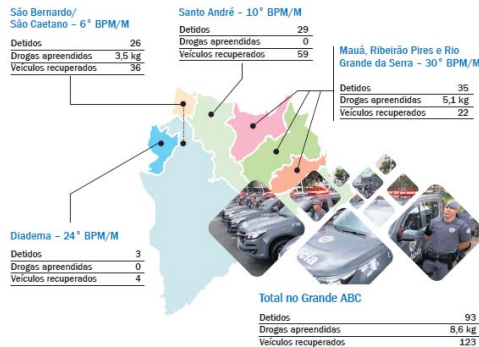 São Bernardo/
São Caetano – 6° BPM/M
Detidos 26
Drogas apreendidas 3,5 kg
Veículos recuperados 36
Santo André – 10° BPM/M
Detidos 29
Drogas apreendidas 0
Veículos recuperados 59
Mauá, Ribeirão Pires e Rio
Grande da Serra – 30° BPM/M
Detidos 35
Drogas apreendidas 5,1 kg
Veículos recuperados 22
Diadema – 24° BPM/M
Detidos 3
Drogas apreendidas 0
Veículos recuperados 4
Total no Grande ABC
Detidos 93
Drogas apreendidas 8,6 kg
Veículos recuperados 123